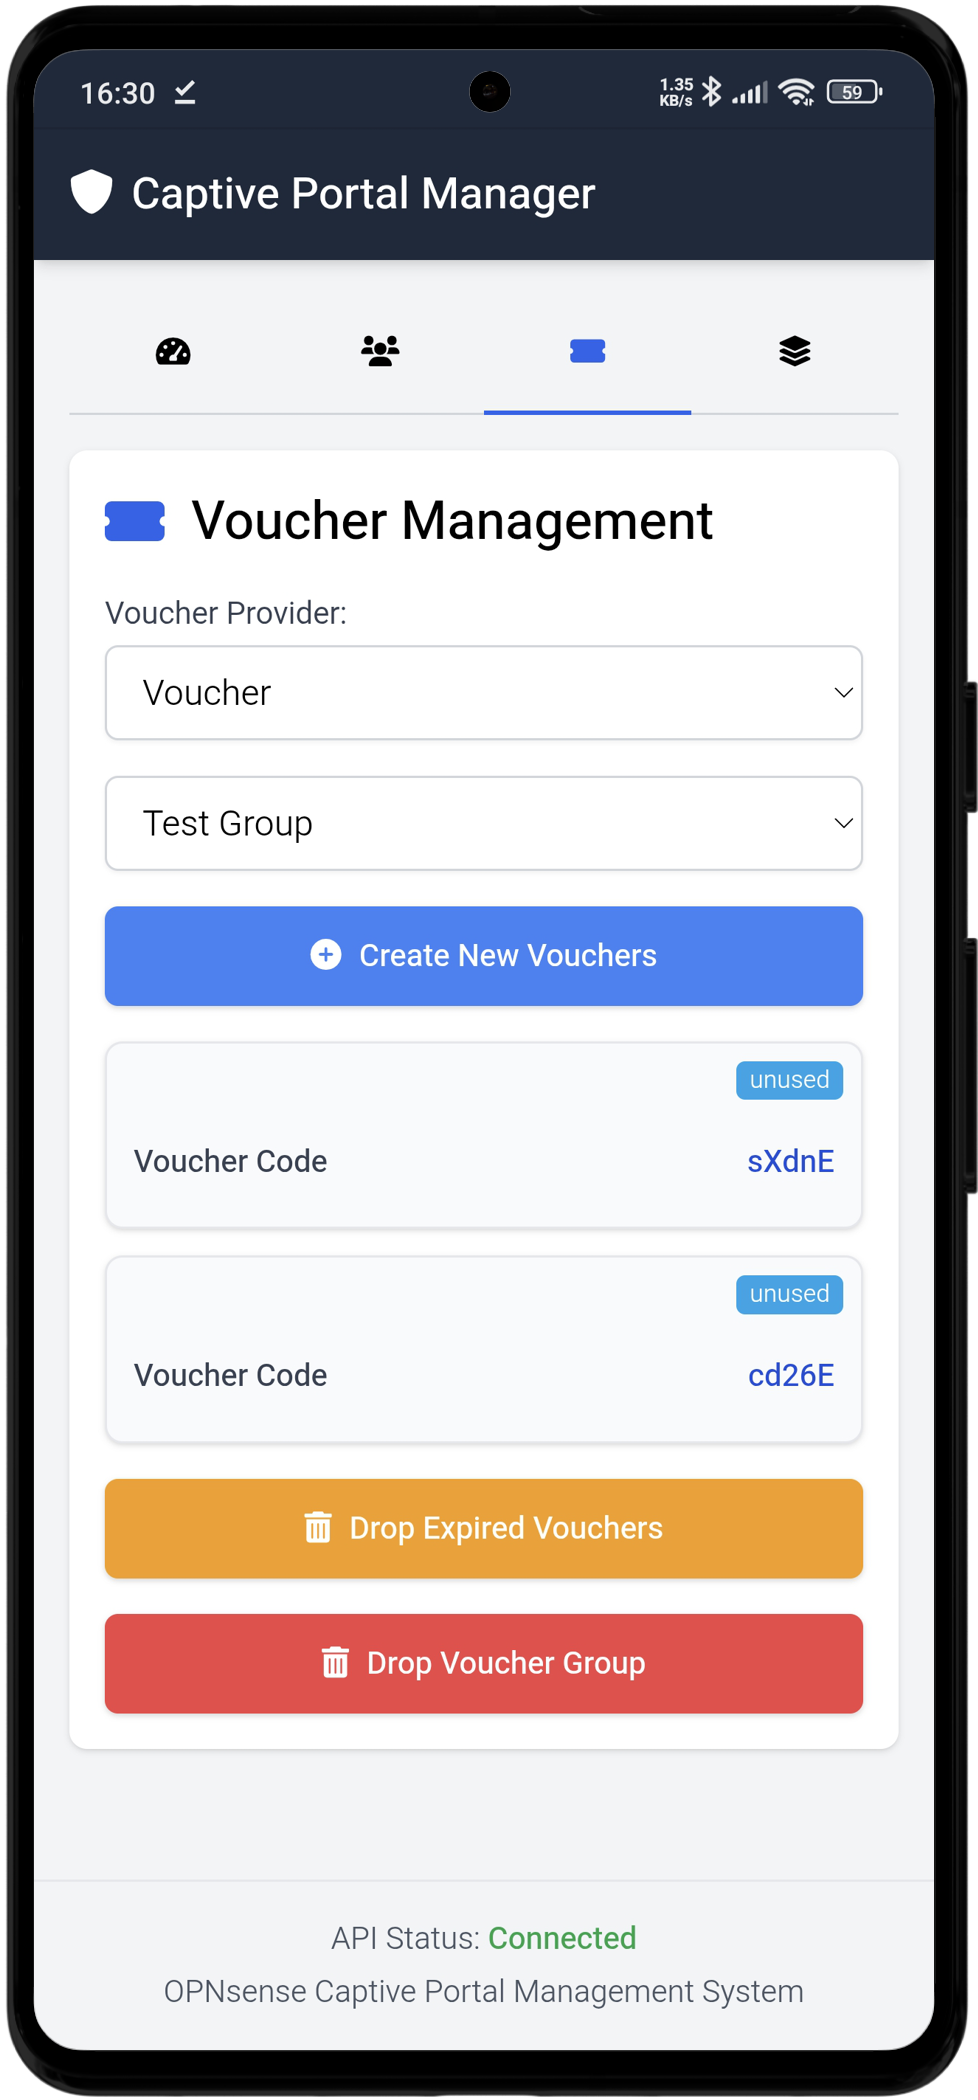 16:30
1.35
KB/s
59
Captive Portal Manager
Voucher Management
Voucher Provider:
Voucher
Test Group
Create New Vouchers
unused
Voucher Code sXdnE
unused
Voucher Code cd26E
Drop Expired Vouchers
Drop Voucher Group
API Status: Connected
OPNsense Captive Portal Management System